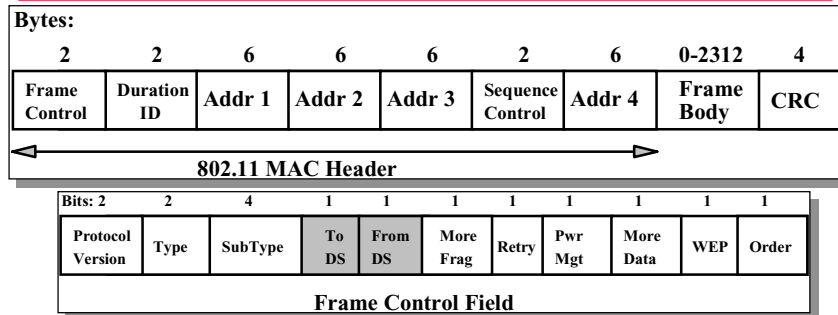 Bytes:
2 2 6 6 6 2 6 0-2312 4
Frame Control Duration ID Addr 1 Addr 2 Addr 3 Sequence Control Addr 4 Frame Body CRC
802.11 MAC Header
Bits: 2 2 4 1 1 1 1 1 1 1 1
Protocol Version Type SubType To DS From DS More Frag Retry Pwr Mgt More Data WEP Order
Frame Control Field